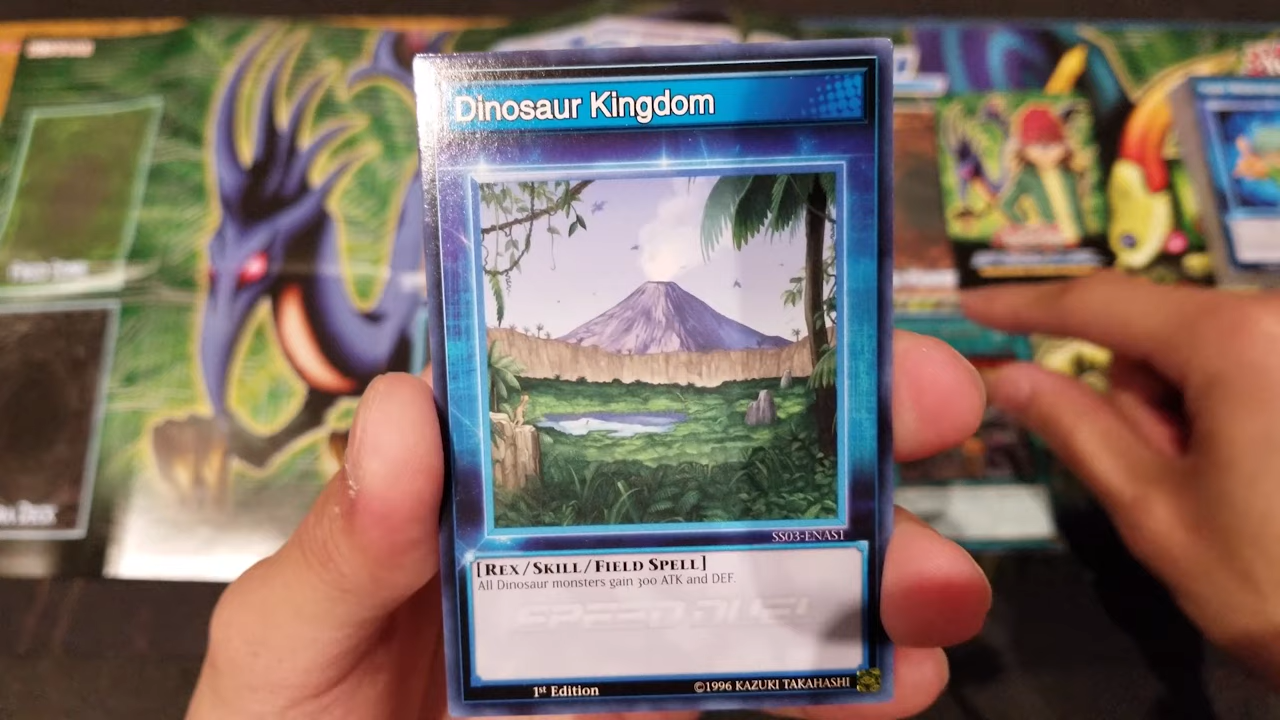 Dinosaur Kingdom
SS03-ENAS1
[REX/SKILL/FIELD SPELL]
All Dinosaur monsters gain 300 ATK and DEF.
SPEED DUEL
1st Edition
©1996 KAZUKI TAKAHASHI